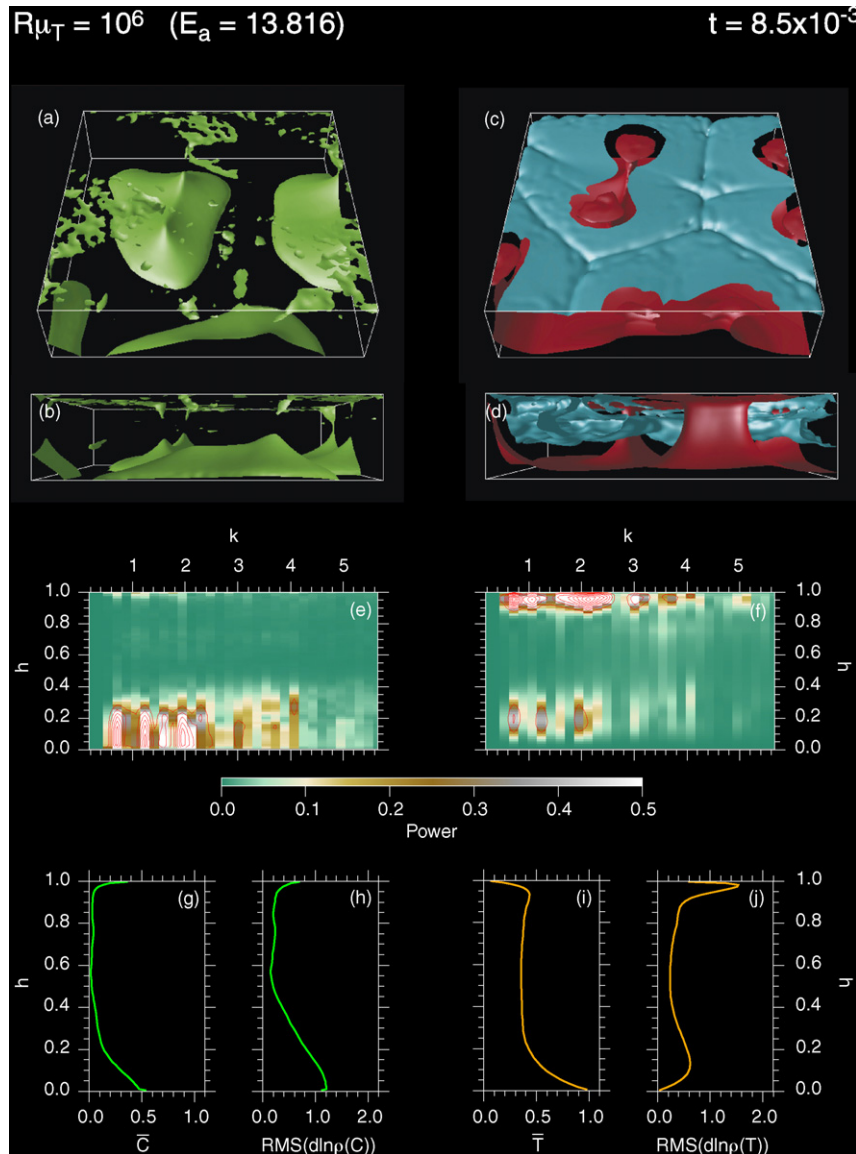 Rμ_T = 10⁶ (E_a = 13.816) t = 8.5x10⁻³
(a) (c)
(b) (d)
k k
1 2 3 4 5 1 2 3 4 5
1.0 (e) (f) 1.0
0.8 0.8
h 0.6 0.6 h
0.4 0.4
0.2 0.2
0.0 0.0
0.0 0.1 0.2 0.3 0.4 0.5
Power
1.0 (g) (h) (i) (j) 1.0
0.8 0.8
h 0.6 0.6 h
0.4 0.4
0.2 0.2
0.0 0.0
0.0 0.5 1.0 0.0 1.0 2.0 0.0 0.5 1.0 0.0 1.0 2.0
C̅ RMS(dlnρ(C)) T̅ RMS(dlnρ(T))